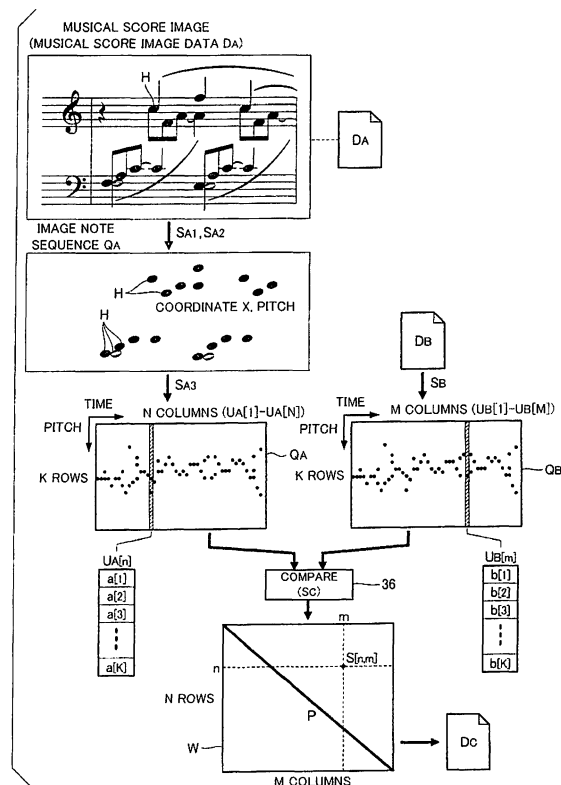 MUSICAL SCORE IMAGE
(MUSICAL SCORE IMAGE DATA DA)
H
DA
IMAGE NOTE
SEQUENCE QA
SA1, SA2
H
COORDINATE X, PITCH
H
DB
SA3
SB
TIME
N COLUMNS (UA[1]-UA[N])
PITCH
K ROWS
QA
TIME
M COLUMNS (UB[1]-UB[M])
PITCH
K ROWS
QB
UA[n]
a[1]
a[2]
a[3]
a[K]
UB[m]
b[1]
b[2]
b[3]
b[K]
COMPARE
(SC)
36
m
n
S[n,m]
N ROWS
P
W
DC
M COLUMNS